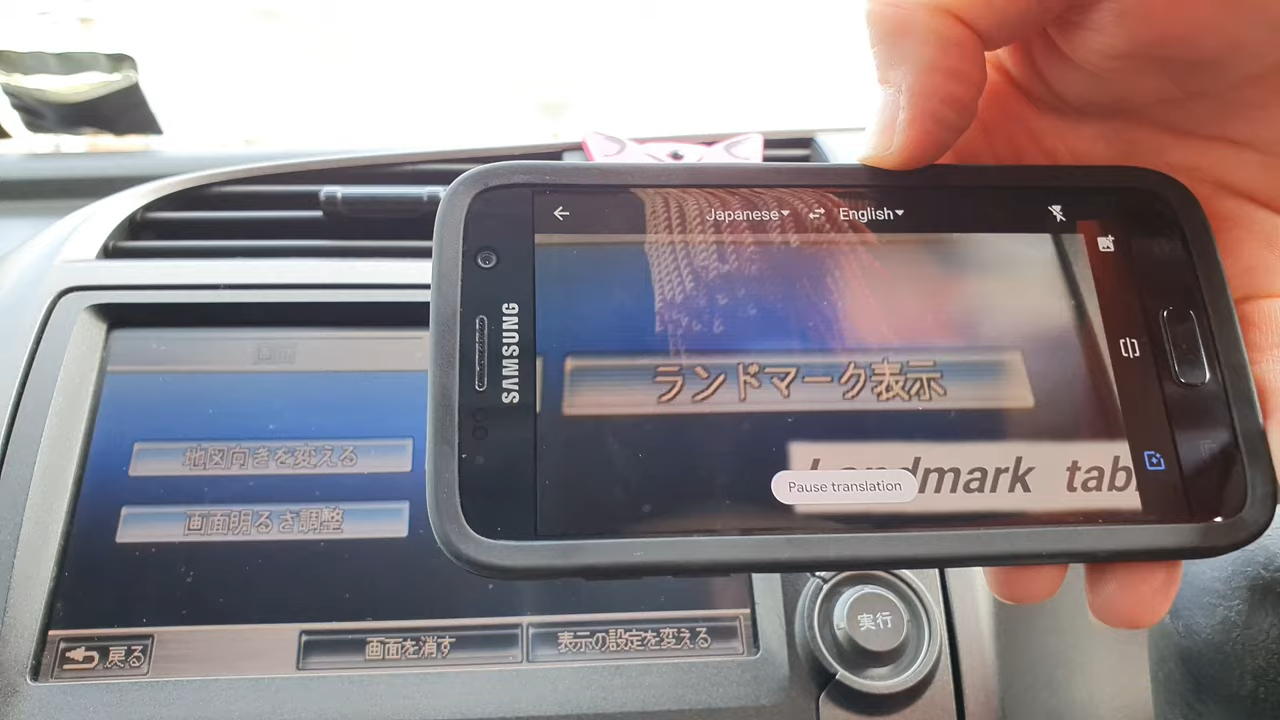 Japanese English
SAMSUNG
ランドマーク表示
地図向きを変える
Pause translation
画面明るさ調整
実行
戻る
画面を消す
表示の設定を変える